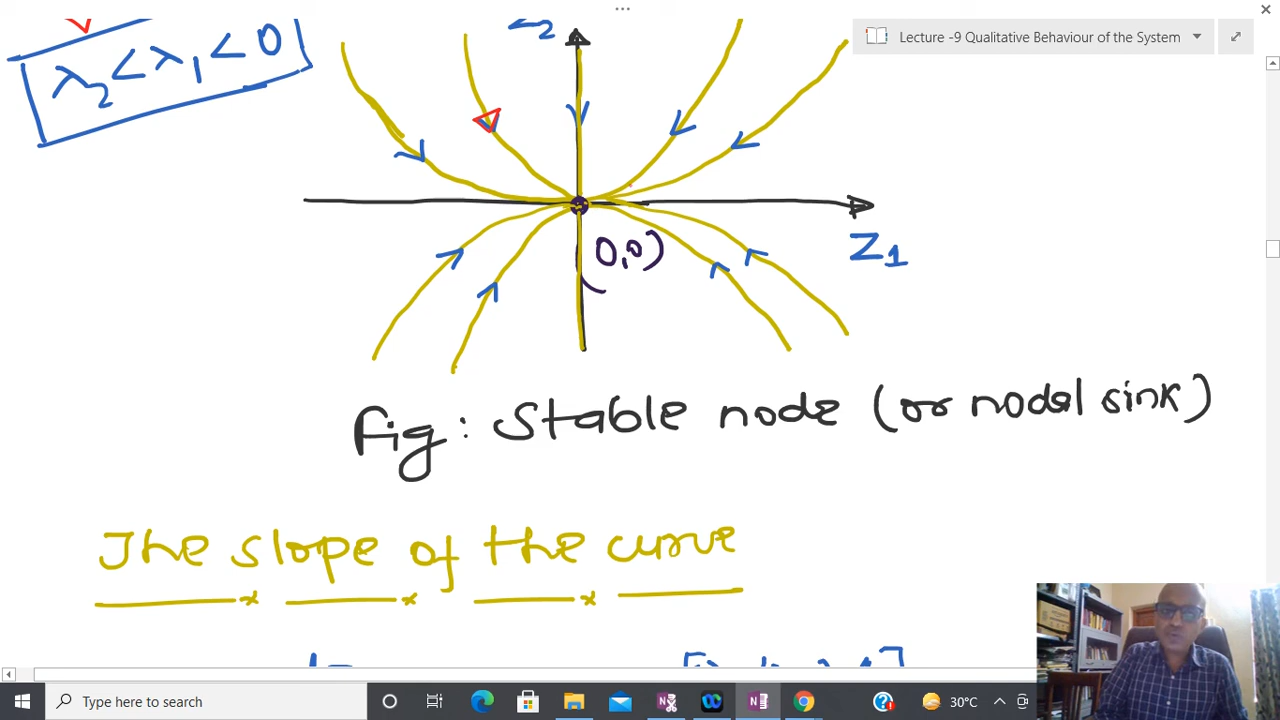 ...
Lecture -9 Qualitative Behaviour of the System
λ2 < λ1 < 0
Z2
Z1
(0,0)
Fig: Stable node (or nodal sink)
The slope of the curve
Type here to search
30°C